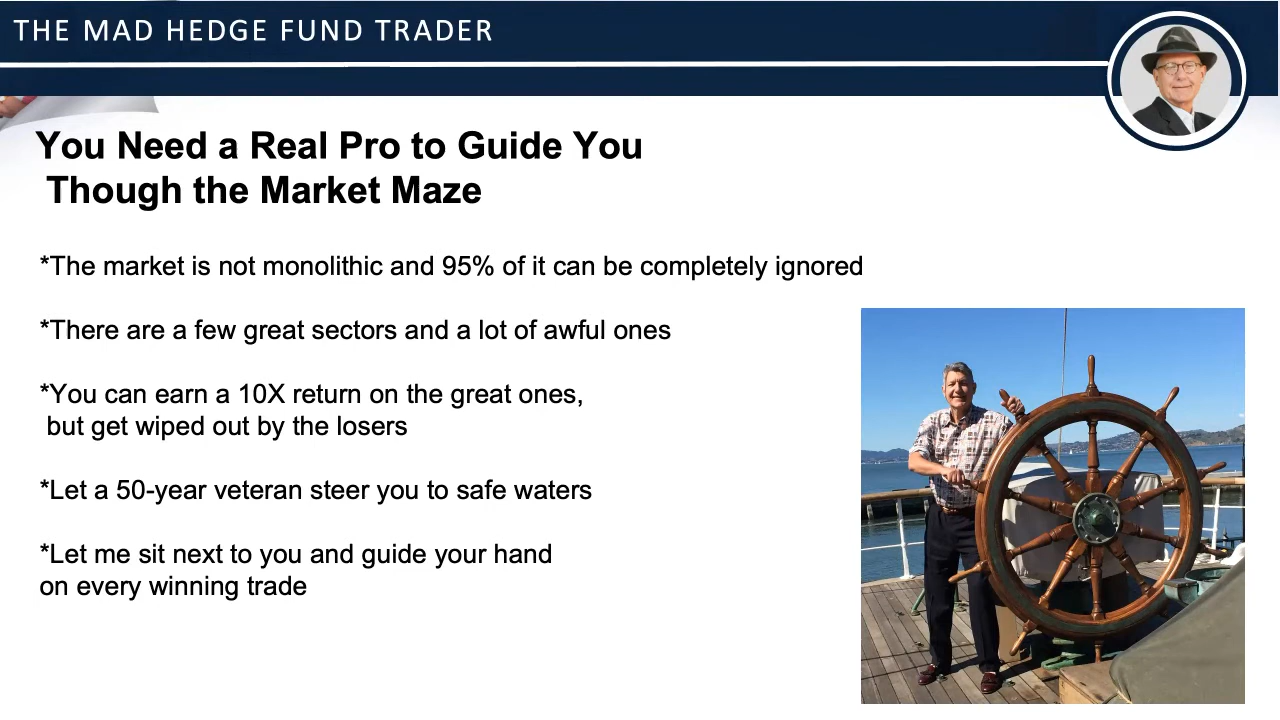 THE MAD HEDGE FUND TRADER
You Need a Real Pro to Guide You
Though the Market Maze
*The market is not monolithic and 95% of it can be completely ignored
*There are a few great sectors and a lot of awful ones
*You can earn a 10X return on the great ones,
but get wiped out by the losers
*Let a 50-year veteran steer you to safe waters
*Let me sit next to you and guide your hand
on every winning trade